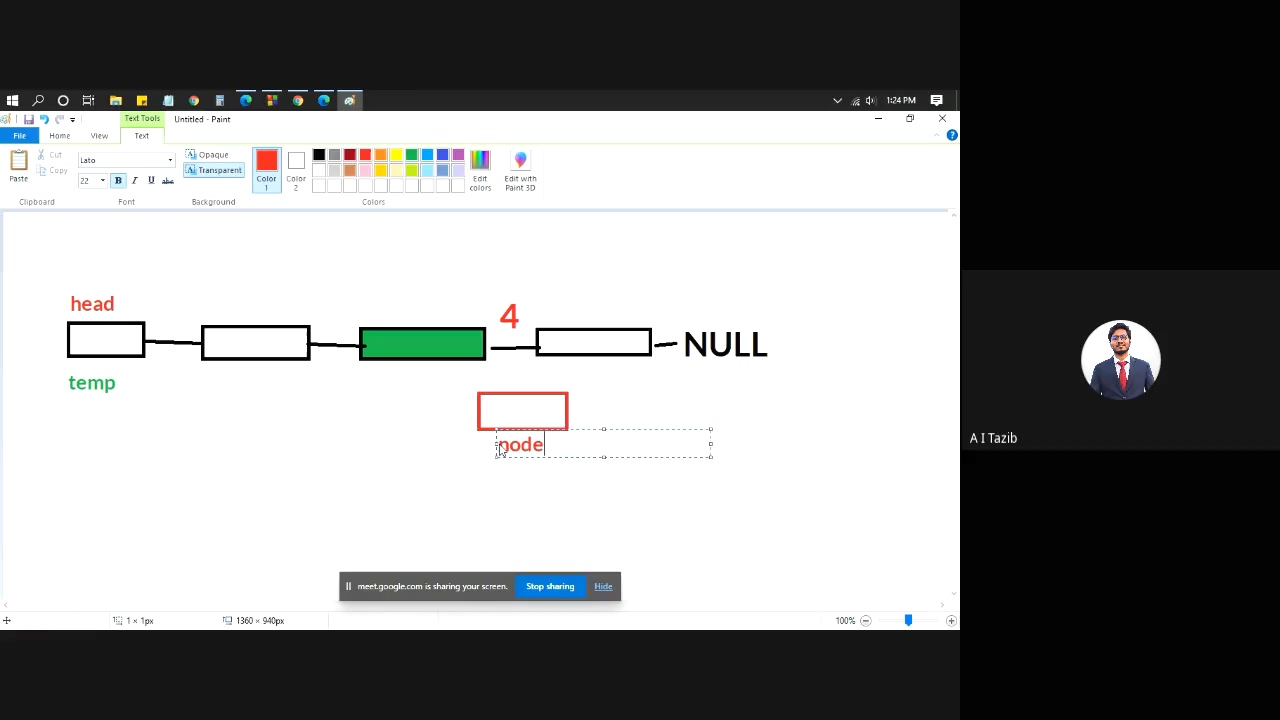 1:24 PM
Text Tools
Untitled - Paint
File
Home
View
Text
Paste
Cut
Copy
Clipboard
Lato
22
B
I
U
abc
Font
Opaque
Transparent
Background
Color
1
Color
2
Edit
colors
Colors
Edit with
Paint 3D
head
4
NULL
temp
node
A I Tazib
meet.google.com is sharing your screen.
Stop sharing
Hide
1 × 1px
1360 × 940px
100%